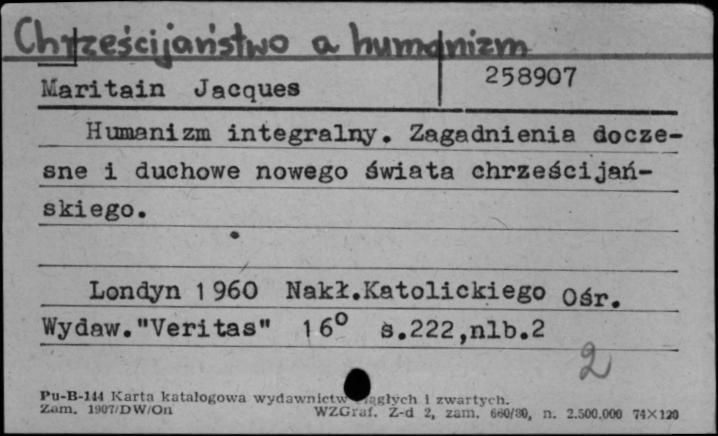 Chrześcijaństwo a humanizm
Maritain Jacques 258907
Humanizm integralny. Zagadnienia docze-
sne i duchowe nowego świata chrześcijań-
skiego.
Londyn 1960 Nakł.Katolickiego Ośr.
Wydaw."Veritas" 16° s.222,nlb.2
2
Pu-B-144 Karta katalogowa wydawnictw i zwartych.
Zam. 1907/DW/On WZGraf. Z-d 2, zam. 660/80, n. 2.500.000 74×120